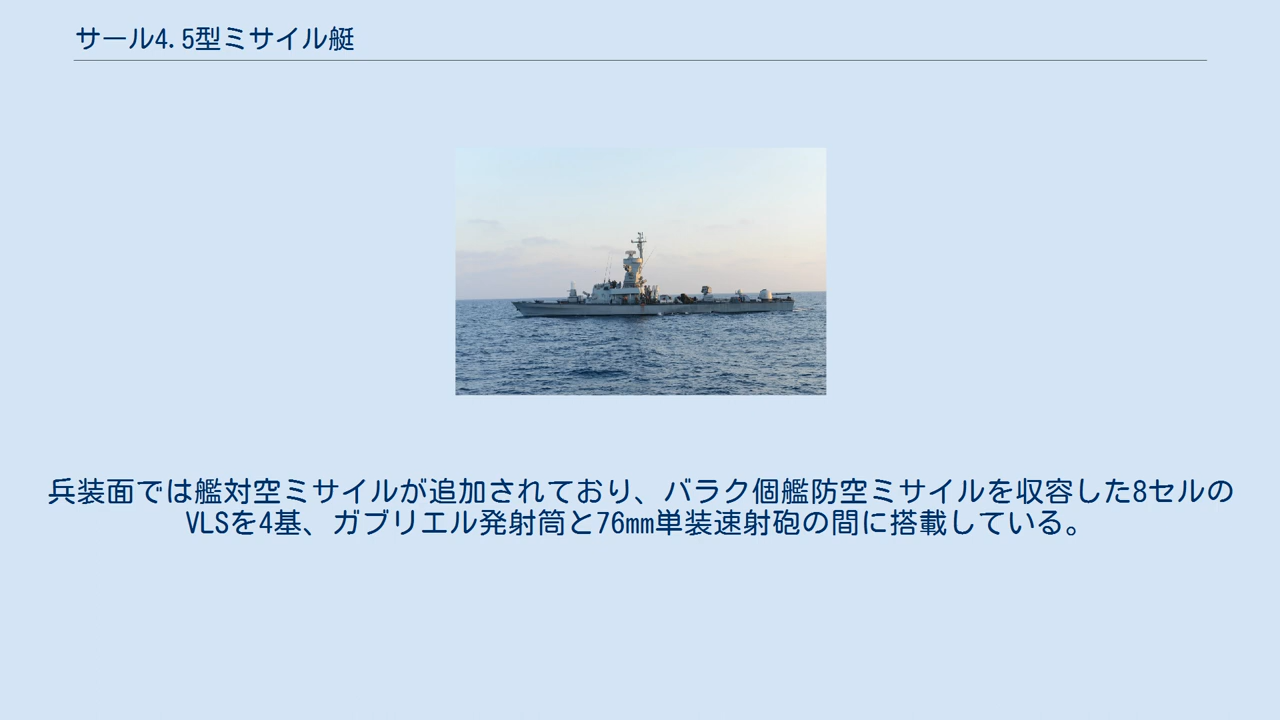 サール4.5型ミサイル艇
兵装面では艦対空ミサイルが追加されており、バラク個艦防空ミサイルを収容した8セルの
VLSを4基、ガブリエル発射筒と76mm単装速射砲の間に搭載している。